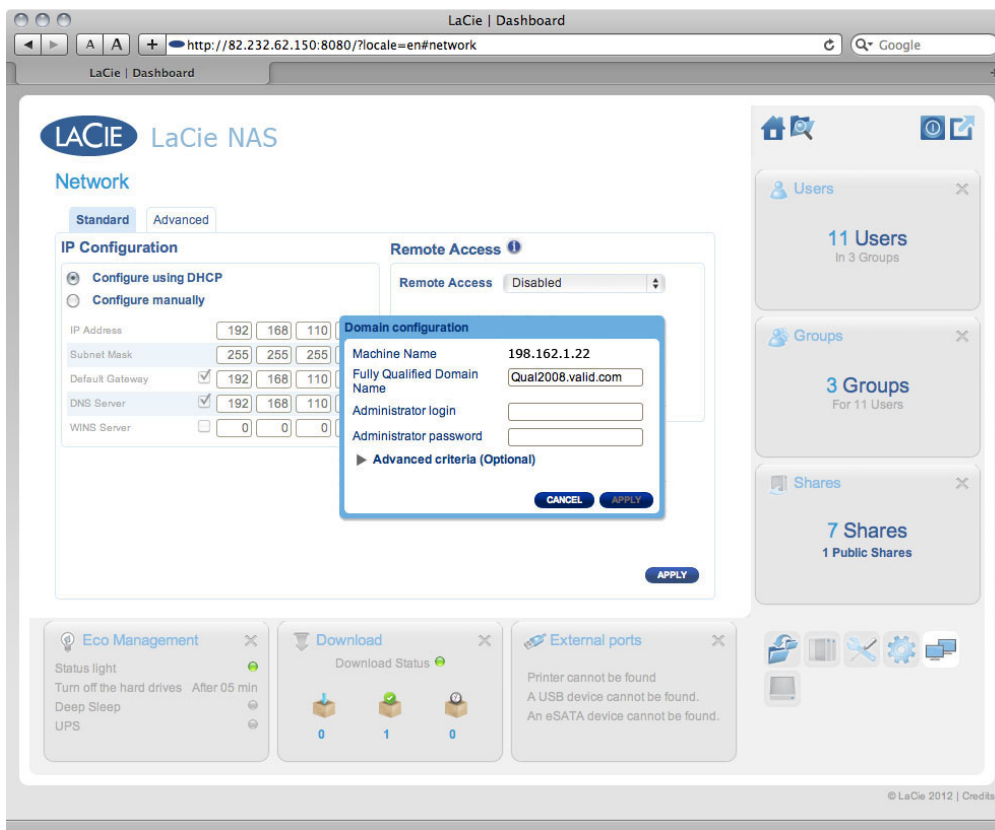 LaCie | Dashboard
A A + http://82.232.62.150:8080/?locale=en#network Google
LaCie | Dashboard
LACIE LaCie NAS
Network
Standard Advanced
IP Configuration
Configure using DHCP
Configure manually
IP Address 192 168 110
Subnet Mask 255 255 255
Default Gateway 192 168 110
DNS Server 192 168 110
WINS Server 0 0 0
Remote Access
Remote Access Disabled
Domain configuration
Machine Name 198.162.1.22
Fully Qualified Domain Name Qual2008.valid.com
Administrator login
Administrator password
Advanced criteria (Optional)
CANCEL APPLY
APPLY
Users
11 Users
In 3 Groups
Groups
3 Groups
For 11 Users
Shares
7 Shares
1 Public Shares
Eco Management
Status light
Turn off the hard drives After 05 min
Deep Sleep
UPS
Download
Download Status
0 1 0
External ports
Printer cannot be found
A USB device cannot be found.
An eSATA device cannot be found.
© LaCie 2012 | Credits